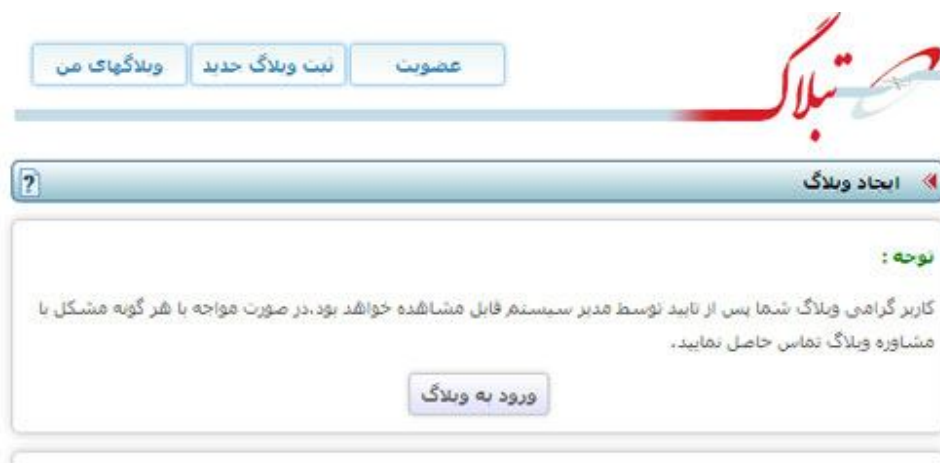 تبلاگ
عضویت
ثبت وبلاگ جدید
وبلاگهای من
ایجاد وبلاگ
?
توجه :
کاربر گرامی وبلاگ شما پس از تایید توسط مدیر سیستم قابل مشاهده خواهد بود.در صورت مواجه با هر گونه مشکل با
مشاوره وبلاگ تماس حاصل نمایید.
ورود به وبلاگ